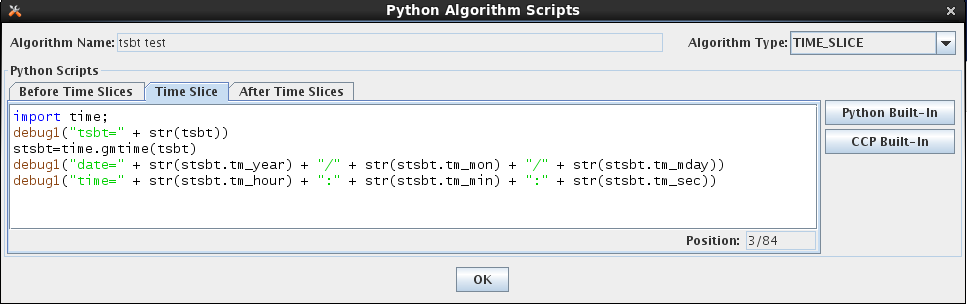 Python Algorithm Scripts
Algorithm Name: tsbt test Algorithm Type: TIME_SLICE
Python Scripts
Before Time Slices Time Slice After Time Slices
import time;
debug1("tsbt=" + str(tsbt))
stsbt=time.gmtime(tsbt)
debug1("date=" + str(stsbt.tm_year) + "/" + str(stsbt.tm_mon) + "/" + str(stsbt.tm_mday))
debug1("time=" + str(stsbt.tm_hour) + ":" + str(stsbt.tm_min) + ":" + str(stsbt.tm_sec))
Position: 3/84
Python Built-In
CCP Built-In
OK